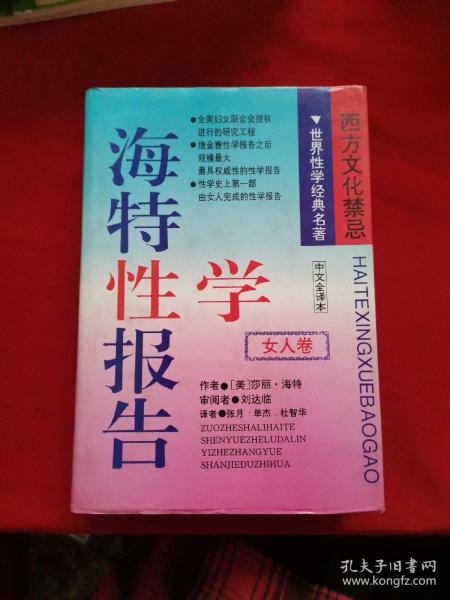 海特性学报告
●全美妇女联合会授权
进行的研究工程
●继金赛性学报告之后
规模最大
最具权威性的性学报告
●性学史上第一部
由女人完成的性学报告
▼世界性学经典名著
西方文化禁忌
中文全译本
HAITEXINGXUEBAOGAO
女人卷
作者●[美]莎丽·海特
审阅者●刘达临
译者●张月 单杰 杜智华
ZUOZHESHALIHAITE
SHENYUEZHELUDALIN
YIZHEZHANGYUE
SHANJIEDUZHIHUA
孔夫子旧书网
www.kongfz.com